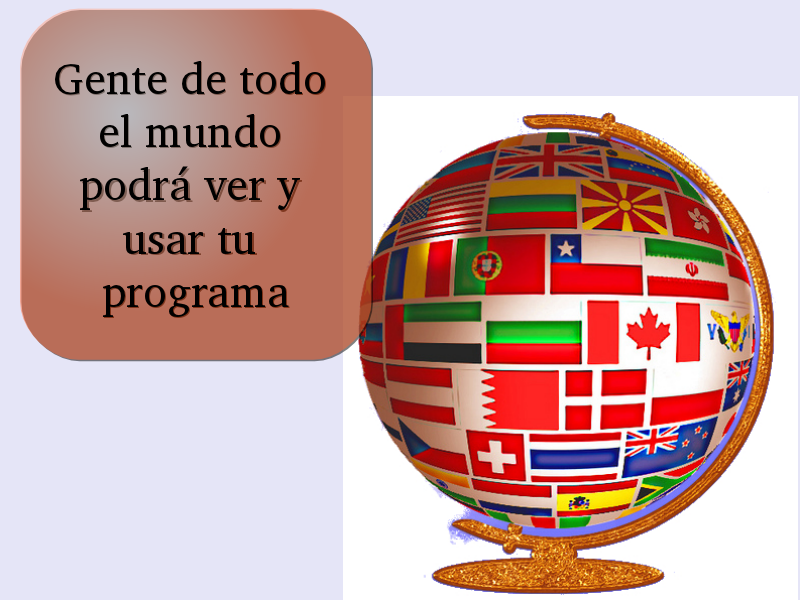 Gente de todo
el mundo
podrá ver y
usar tu
programa